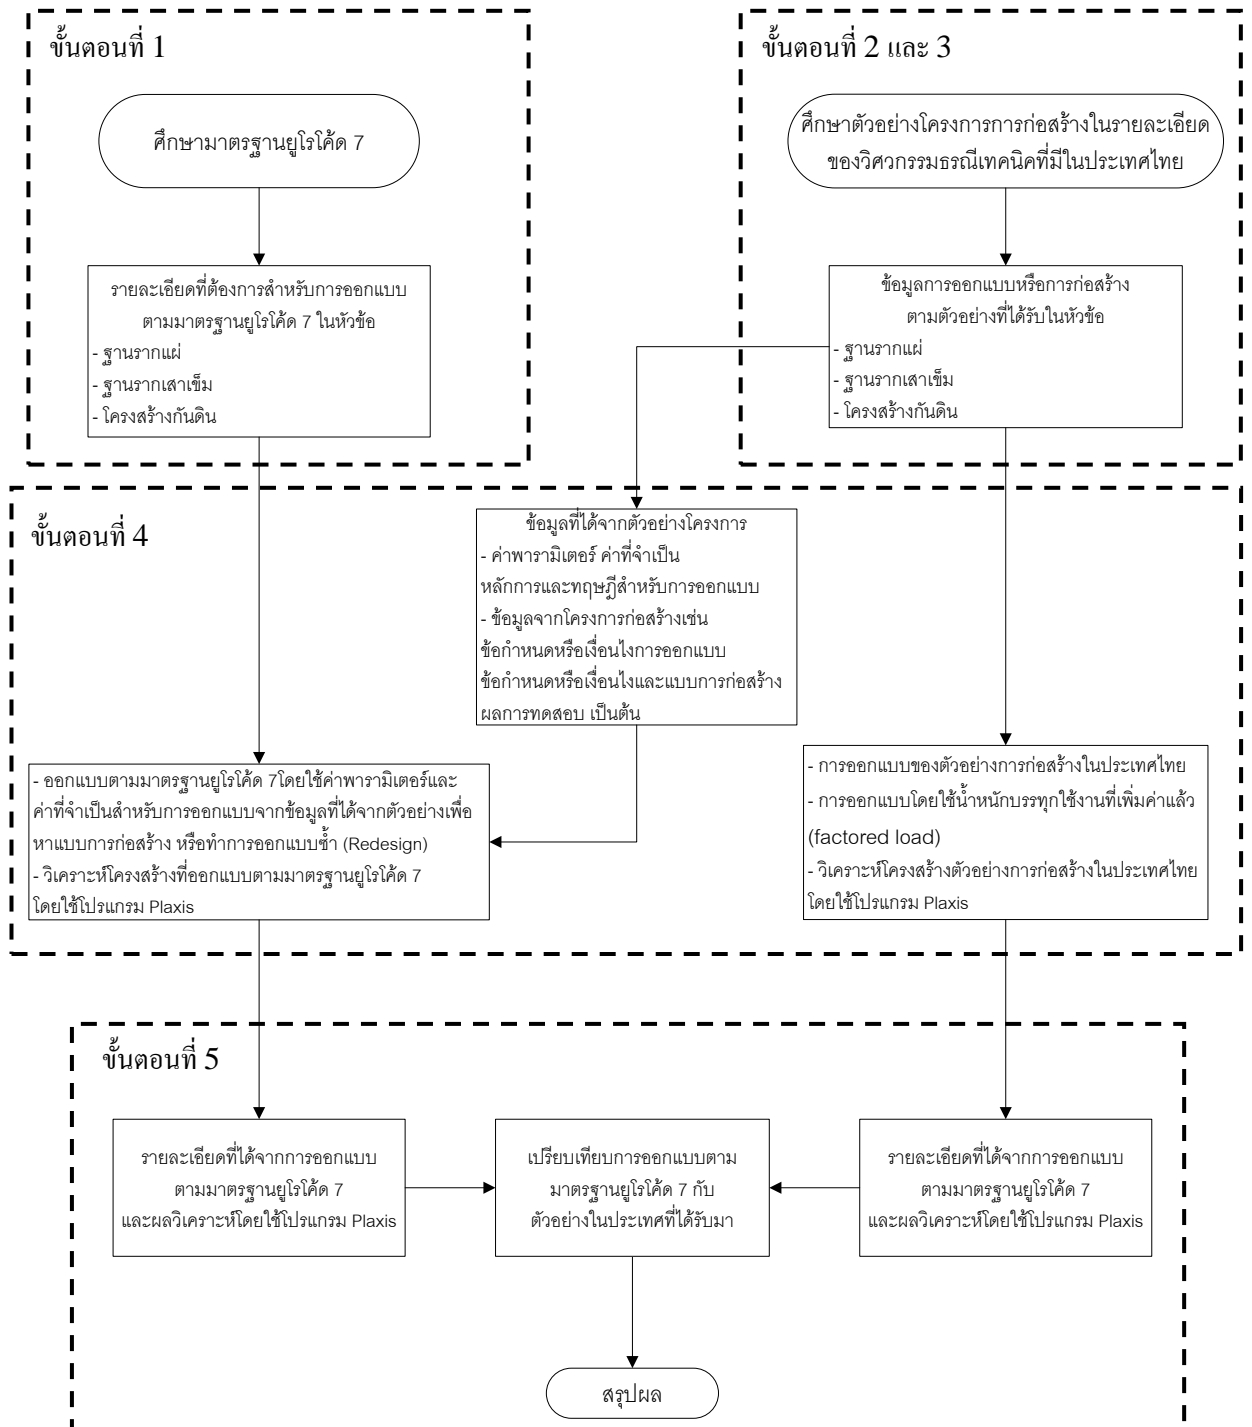 ขั้นตอนที่ 1
ศึกษามาตรฐานยูโรโค้ด 7
รายละเอียดที่ต้องการสำหรับการออกแบบ
ตามมาตรฐานยูโรโค้ด 7 ในหัวข้อ
- ฐานรากแผ่
- ฐานรากเสาเข็ม
- โครงสร้างกันดิน
ขั้นตอนที่ 2 และ 3
ศึกษาตัวอย่างโครงการการก่อสร้างในรายละเอียด
ของวิศวกรรมธรณีเทคนิคที่มีในประเทศไทย
ข้อมูลการออกแบบหรือการก่อสร้าง
ตามตัวอย่างที่ได้รับในหัวข้อ
- ฐานรากแผ่
- ฐานรากเสาเข็ม
- โครงสร้างกันดิน
ขั้นตอนที่ 4
ข้อมูลที่ได้จากตัวอย่างโครงการ
- ค่าพารามิเตอร์ ค่าที่จำเป็น
หลักการและทฤษฎีสำหรับการออกแบบ
- ข้อมูลจากโครงการก่อสร้างเช่น
ข้อกำหนดหรือเงื่อนไงการออกแบบ
ข้อกำหนดหรือเงื่อนไงและแบบการก่อสร้าง
ผลการทดสอบ เป็นต้น
- ออกแบบตามมาตรฐานยูโรโค้ด 7โดยใช้ค่าพารามิเตอร์และ
ค่าที่จำเป็นสำหรับการออกแบบจากข้อมูลที่ได้จากตัวอย่างเพื่อ
หาแบบการก่อสร้าง หรือทำการออกแบบซ้ำ (Redesign)
- วิเคราะห์โครงสร้างที่ออกแบบตามมาตรฐานยูโรโค้ด 7
โดยใช้โปรแกรม Plaxis
- การออกแบบของตัวอย่างการก่อสร้างในประเทศไทย
- การออกแบบโดยใช้น้ำหนักบรรทุกใช้งานที่เพิ่มค่าแล้ว
(factored load)
- วิเคราะห์โครงสร้างตัวอย่างการก่อสร้างในประเทศไทย
โดยใช้โปรแกรม Plaxis
ขั้นตอนที่ 5
รายละเอียดที่ได้จากการออกแบบ
ตามมาตรฐานยูโรโค้ด 7
และผลวิเคราะห์โดยใช้โปรแกรม Plaxis
เปรียบเทียบการออกแบบตาม
มาตรฐานยูโรโค้ด 7 กับ
ตัวอย่างในประเทศที่ได้รับมา
รายละเอียดที่ได้จากการออกแบบ
ตามมาตรฐานยูโรโค้ด 7
และผลวิเคราะห์โดยใช้โปรแกรม Plaxis
สรุปผล